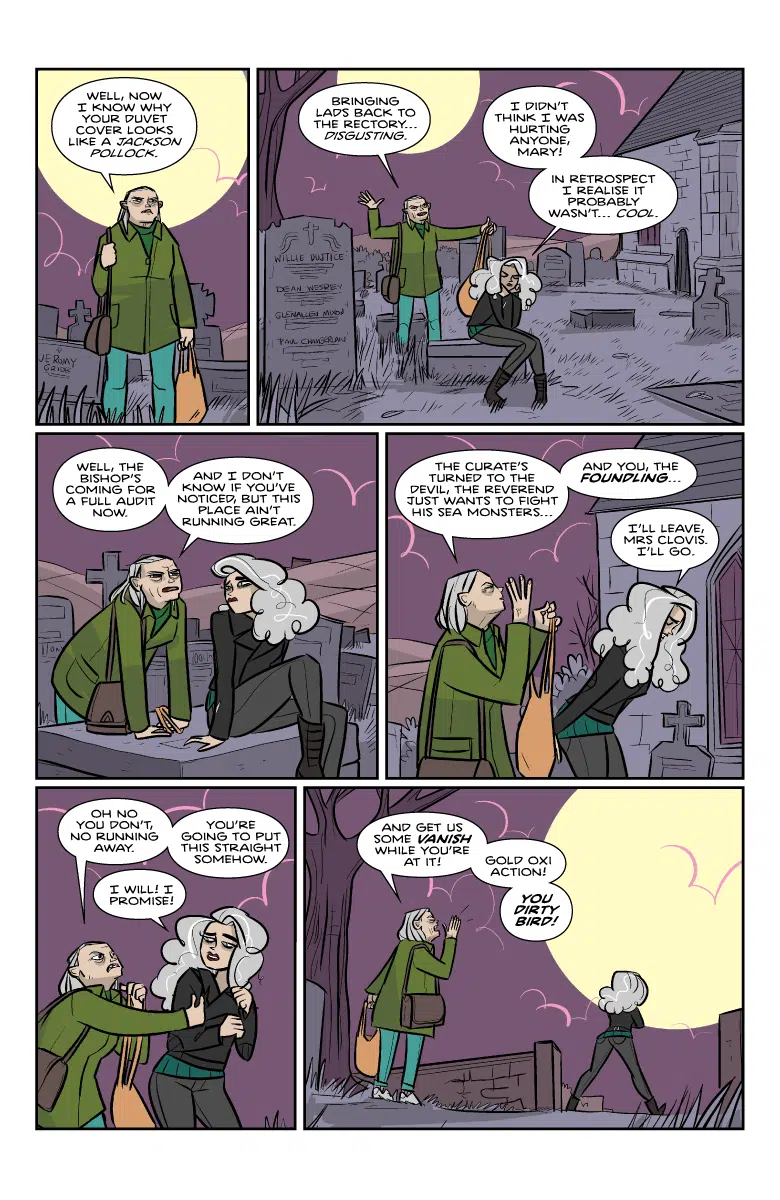 WELL, NOW
I KNOW WHY
YOUR DUVET
COVER LOOKS
LIKE A JACKSON
POLLOCK.
JEROMY
GRIDE
BRINGING
LADS BACK TO
THE RECTORY...
DISGUSTING.
I DIDN'T
THINK I WAS
HURTING
ANYONE,
MARY!
IN RETROSPECT
I REALISE IT
PROBABLY
WASN'T... COOL.
WILLIE DUSTICE
DEAN WESBEY
GLENALLEN MIXON
PAUL CHAMBERLAIN
WELL, THE
BISHOP'S
COMING FOR
A FULL AUDIT
NOW.
AND I DON'T
KNOW IF YOU'VE
NOTICED, BUT THIS
PLACE AIN'T
RUNNING GREAT.
THE CURATE'S
TURNED TO THE
DEVIL, THE REVEREND
JUST WANTS TO FIGHT
HIS SEA MONSTERS...
AND YOU, THE
FOUNDLING...
I'LL LEAVE,
MRS CLOVIS.
I'LL GO.
OH NO
YOU DON'T,
NO RUNNING
AWAY.
YOU'RE
GOING TO PUT
THIS STRAIGHT
SOMEHOW.
I WILL! I
PROMISE!
AND GET US
SOME VANISH
WHILE YOU'RE
AT IT!
GOLD OXI
ACTION!
YOU
DIRTY
BIRD!